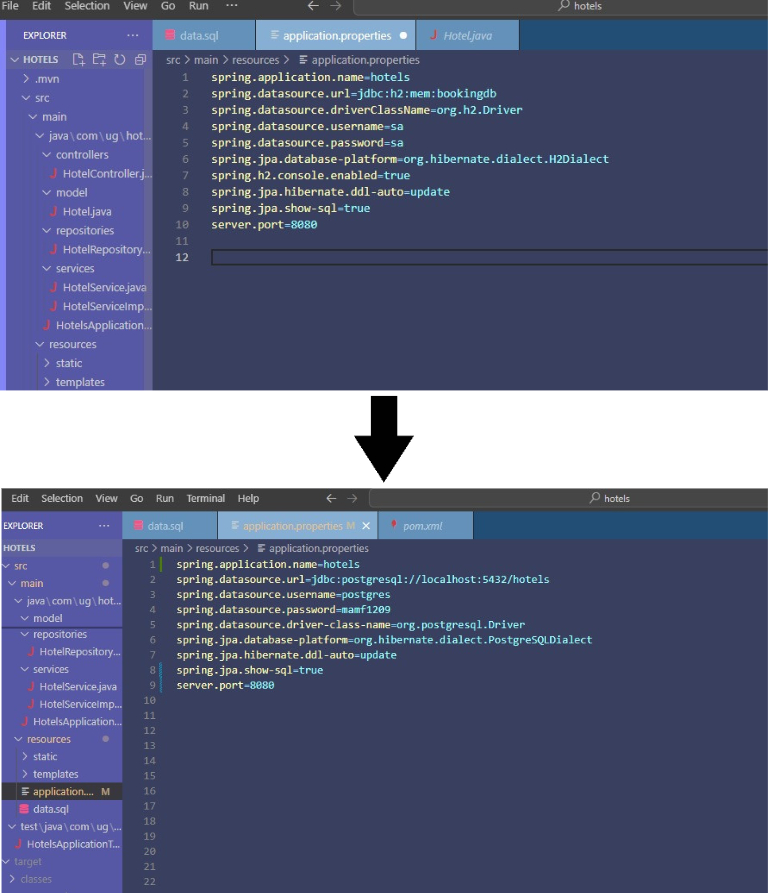 File Edit Selection View Go Run ··· ← → hotels
EXPLORER ··· data.sql application.properties Hotel.java
HOTELS src > main > resources > application.properties
.mvn
src
main
java\com\ug\hot...
controllers
HotelController.j...
model
Hotel.java
repositories
HotelRepository...
services
HotelService.java
HotelServiceImp...
HotelsApplication...
resources
static
templates
1 spring.application.name=hotels
2 spring.datasource.url=jdbc:h2:mem:bookingdb
3 spring.datasource.driverClassName=org.h2.Driver
4 spring.datasource.username=sa
5 spring.datasource.password=sa
6 spring.jpa.database-platform=org.hibernate.dialect.H2Dialect
7 spring.h2.console.enabled=true
8 spring.jpa.hibernate.ddl-auto=update
9 spring.jpa.show-sql=true
10 server.port=8080
11
12
Edit Selection View Go Run Terminal Help ← → hotels
EXPLORER ··· data.sql application.properties M × pom.xml
HOTELS src > main > resources > application.properties
src
main
java\com\ug\hot...
model
repositories
HotelRepository...
services
HotelService.java
HotelServiceImp...
HotelsApplication...
resources
static
templates
application.... M
data.sql
test\java\com\ug\...
HotelsApplicationT...
target
classes
1 spring.application.name=hotels
2 spring.datasource.url=jdbc:postgresql://localhost:5432/hotels
3 spring.datasource.username=postgres
4 spring.datasource.password=mamf1209
5 spring.datasource.driver-class-name=org.postgresql.Driver
6 spring.jpa.database-platform=org.hibernate.dialect.PostgreSQLDialect
7 spring.jpa.hibernate.ddl-auto=update
8 spring.jpa.show-sql=true
9 server.port=8080
10
11
12
13
14
15
16
17
18
19
20
21
22